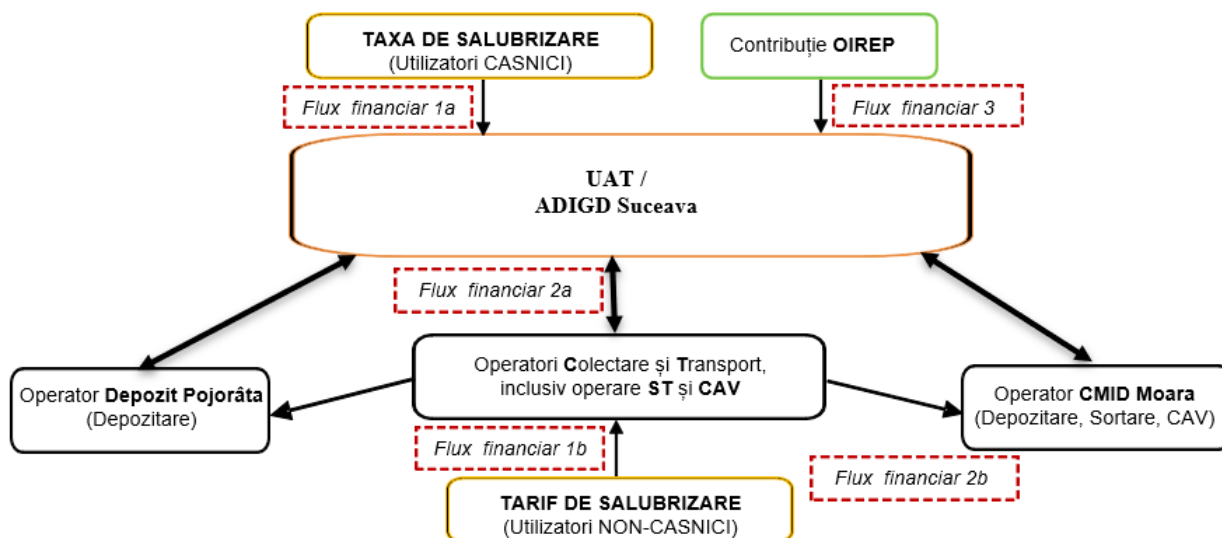 TAXA DE SALUBRIZARE
(Utilizatori CASNICI)
Contribuție OIREP
Flux financiar 1a
Flux financiar 3
UAT /
ADIGD Suceava
Flux financiar 2a
Operator Depozit Pojorâta
(Depozitare)
Operatori Colectare și Transport,
inclusiv operare ST și CAV
Operator CMID Moara
(Depozitare, Sortare, CAV)
Flux financiar 1b
Flux financiar 2b
TARIF DE SALUBRIZARE
(Utilizatori NON-CASNICI)